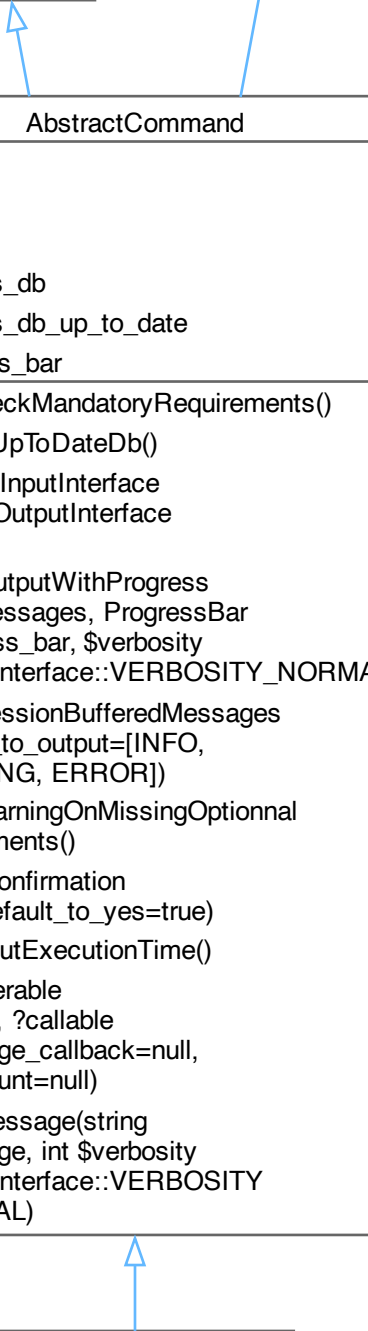 AbstractCommand
s_db
s_db_up_to_date
s_bar
eckMandatoryRequirements()
UpToDateDb()
InputInterface
OutputInterface
utputWithProgress
essages, ProgressBar
ss_bar, $verbosity
nterface::VERBOSITY_NORMA
essionBufferedMessages
_to_output=[INFO,
NG, ERROR])
arningOnMissingOptionnal
ments()
onfirmation
efault_to_yes=true)
utExecutionTime()
erable
, ?callable
ge_callback=null,
unt=null)
essage(string
ge, int $verbosity
nterface::VERBOSITY
AL)